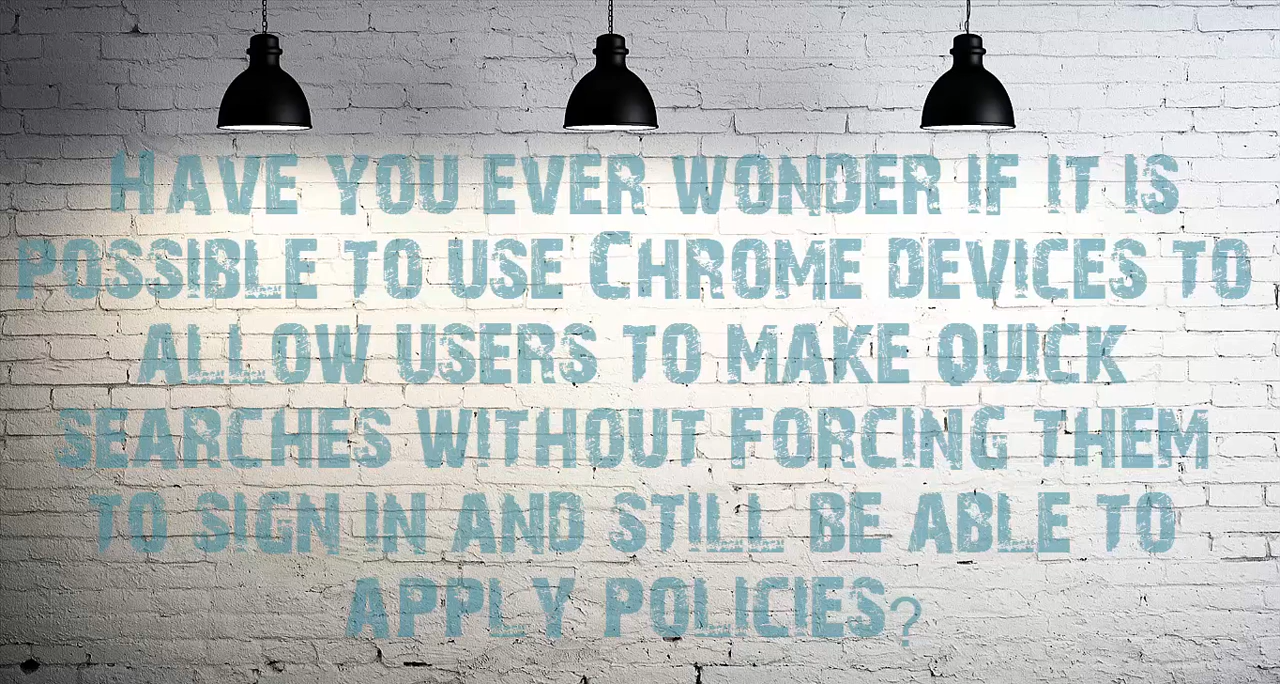 Have you ever wonder if it is
possible to use Chrome devices to
allow users to make quick
searches without forcing them
to sign in and still be able to
apply policies?